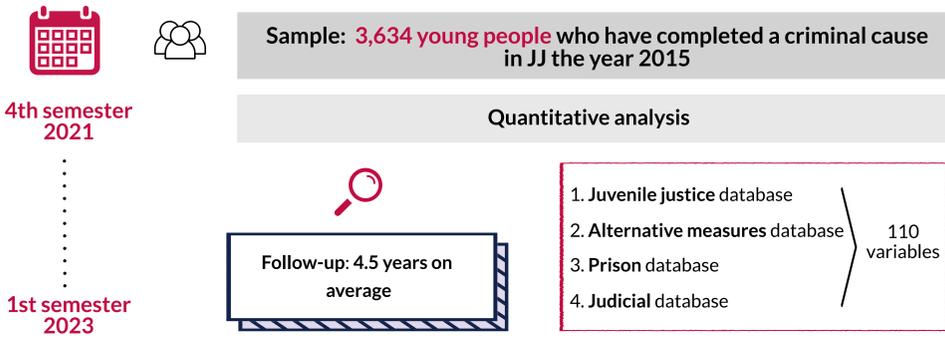 Sample: 3,634 young people who have completed a criminal cause
in JJ the year 2015
4th semester
2021
Quantitative analysis
1. Juvenile justice database
2. Alternative measures database
3. Prison database
4. Judicial database
110
variables
Follow-up: 4.5 years on
average
1st semester
2023